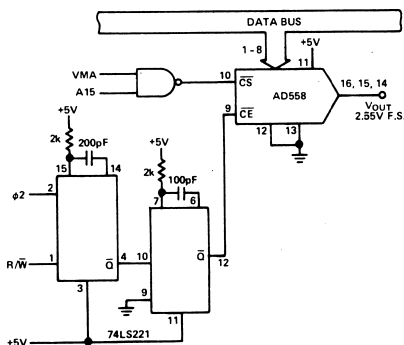 DATA BUS
1-8
+5V
11
VMA
A15
10
CS
AD558
16, 15, 14
VOUT
2.55V F.S.
9
CE
12
13
+5V
2k
200pF
15
14
+5V
2k
100pF
7
6
φ2
2
R/W
1
Q
4
10
Q
12
9
3
11
+5V
74LS221